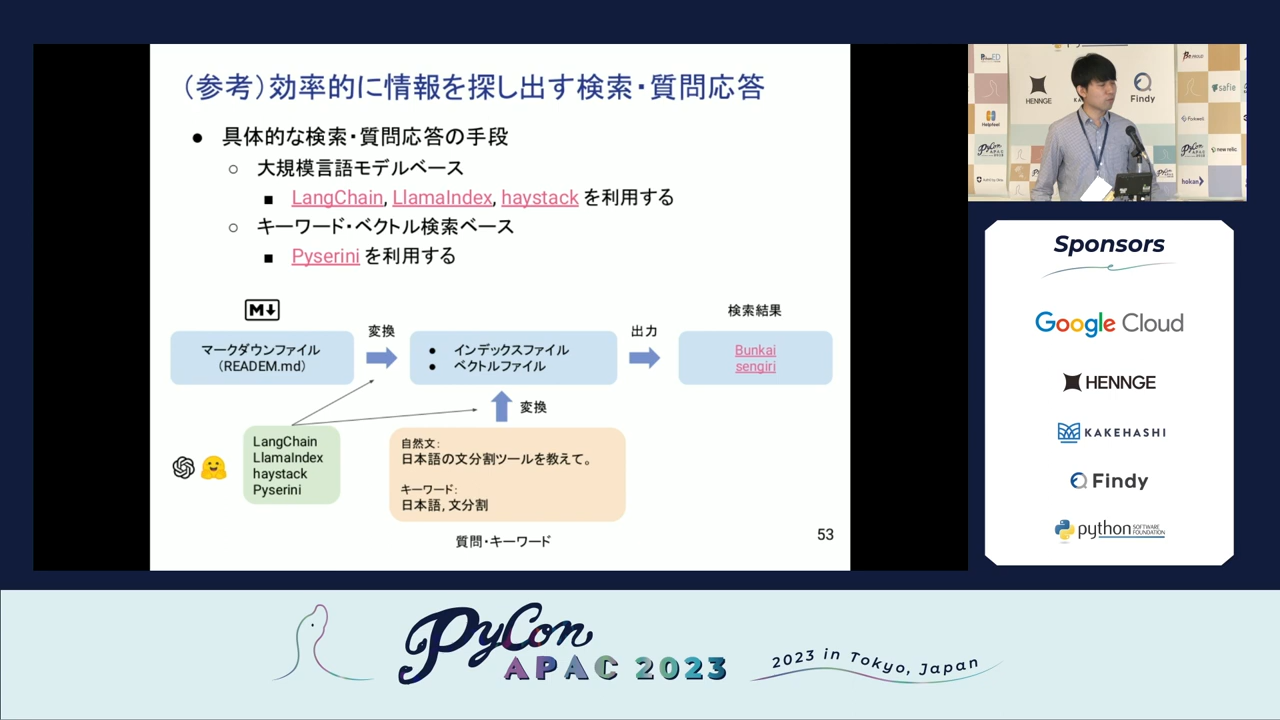 （参考）効率的に情報を探し出す検索・質問応答
● 具体的な検索・質問応答の手段
○ 大規模言語モデルベース
■ LangChain, LlamaIndex, haystack を利用する
○ キーワード・ベクトル検索ベース
■ Pyserini を利用する
M↓
マークダウンファイル
（READEM.md）
変換
● インデックスファイル
● ベクトルファイル
出力
検索結果
Bunkai
sengiri
変換
LangChain
LlamaIndex
haystack
Pyserini
自然文：
日本語の文分割ツールを教えて。
キーワード：
日本語, 文分割
質問・キーワード
53
HENNGE
Findy
safie
new relic
hokan
Sponsors
Google Cloud
HENNGE
KAKEHASHI
Findy
python SOFTWARE FOUNDATION
PyCon
APAC 2023
2023 in Tokyo, Japan